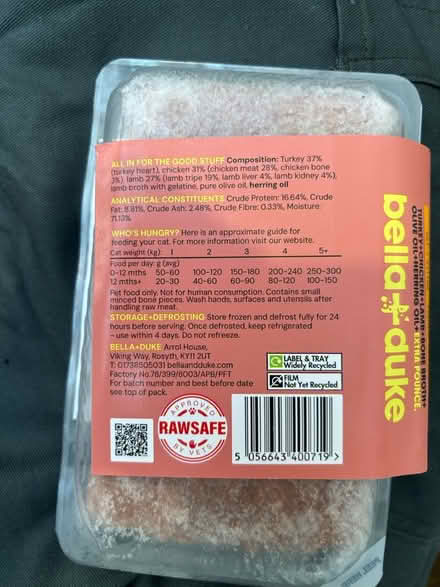 ALL IN FOR THE GOOD STUFF Composition: Turkey 37%
(turkey heart), chicken 31% (chicken meat 28%, chicken bone
3%), lamb 27% (lamb tripe 19%, lamb liver 4%, lamb kidney 4%),
lamb broth with gelatine, pure olive oil, herring oil
ANALYTICAL CONSTITUENTS Crude Protein: 16.64%, Crude
Fat: 8.81%, Crude Ash: 2.48%, Crude Fibre: 0.33%, Moisture:
71.13%
WHO'S HUNGRY? Here is an approximate guide for
feeding your cat. For more information visit our website.
Cat weight (kg): 1 2 3 4 5+
Food per day: g (avg)
0-12 mths 50-60 100-120 150-180 200-240 250-300
12 mths+ 20-30 40-60 60-90 80-120 100-150
Pet food only. Not for human consumption. Contains small
minced bone pieces. Wash hands, surfaces and utensils after
handling raw meat.
STORAGE+DEFROSTING Store frozen and defrost fully for 24
hours before serving. Once defrosted, keep refrigerated
– use within 4 days. Do not refreeze.
BELLA+DUKE Arrol House,
Viking Way, Rosyth, KY11 2UT
T: 01738505031 bellaandduke.com
Factory No.78/399/8003/APB/PFT
For batch number and best before date
see top of pack.
LABEL & TRAY
Widely Recycled
FILM
Not Yet Recycled
APPROVED
RAWSAFE
BY VETS
5 056643 400719 >
bella+duke
TURKEY+CHICKEN+LAMB+BONE BROTH+
OLIVE OIL+HERRING OIL+EXTRA POUNCE.